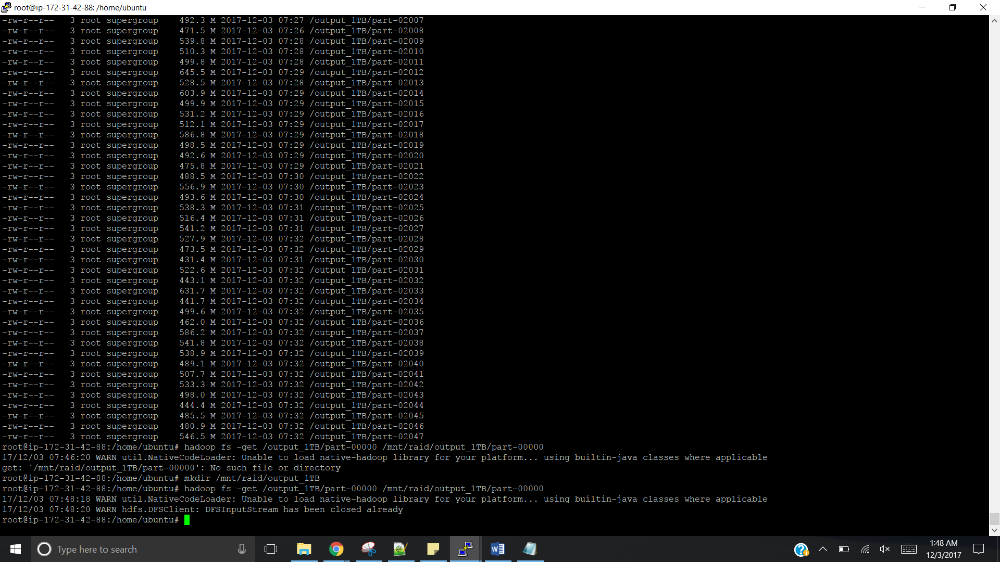 root@ip-172-31-42-88: /home/ubuntu
-rw-r--r--   3 root supergroup    492.3 M 2017-12-03 07:27 /output_1TB/part-02007
-rw-r--r--   3 root supergroup    471.5 M 2017-12-03 07:26 /output_1TB/part-02008
-rw-r--r--   3 root supergroup    539.8 M 2017-12-03 07:28 /output_1TB/part-02009
-rw-r--r--   3 root supergroup    510.3 M 2017-12-03 07:28 /output_1TB/part-02010
-rw-r--r--   3 root supergroup    499.8 M 2017-12-03 07:28 /output_1TB/part-02011
-rw-r--r--   3 root supergroup    645.5 M 2017-12-03 07:29 /output_1TB/part-02012
-rw-r--r--   3 root supergroup    528.5 M 2017-12-03 07:28 /output_1TB/part-02013
-rw-r--r--   3 root supergroup    603.9 M 2017-12-03 07:29 /output_1TB/part-02014
-rw-r--r--   3 root supergroup    499.9 M 2017-12-03 07:29 /output_1TB/part-02015
-rw-r--r--   3 root supergroup    531.2 M 2017-12-03 07:29 /output_1TB/part-02016
-rw-r--r--   3 root supergroup    512.1 M 2017-12-03 07:29 /output_1TB/part-02017
-rw-r--r--   3 root supergroup    586.8 M 2017-12-03 07:29 /output_1TB/part-02018
-rw-r--r--   3 root supergroup    498.5 M 2017-12-03 07:29 /output_1TB/part-02019
-rw-r--r--   3 root supergroup    492.6 M 2017-12-03 07:29 /output_1TB/part-02020
-rw-r--r--   3 root supergroup    475.8 M 2017-12-03 07:29 /output_1TB/part-02021
-rw-r--r--   3 root supergroup    488.5 M 2017-12-03 07:30 /output_1TB/part-02022
-rw-r--r--   3 root supergroup    556.9 M 2017-12-03 07:30 /output_1TB/part-02023
-rw-r--r--   3 root supergroup    493.6 M 2017-12-03 07:30 /output_1TB/part-02024
-rw-r--r--   3 root supergroup    538.3 M 2017-12-03 07:31 /output_1TB/part-02025
-rw-r--r--   3 root supergroup    516.4 M 2017-12-03 07:31 /output_1TB/part-02026
-rw-r--r--   3 root supergroup    541.2 M 2017-12-03 07:31 /output_1TB/part-02027
-rw-r--r--   3 root supergroup    527.9 M 2017-12-03 07:32 /output_1TB/part-02028
-rw-r--r--   3 root supergroup    473.5 M 2017-12-03 07:32 /output_1TB/part-02029
-rw-r--r--   3 root supergroup    431.4 M 2017-12-03 07:31 /output_1TB/part-02030
-rw-r--r--   3 root supergroup    522.6 M 2017-12-03 07:32 /output_1TB/part-02031
-rw-r--r--   3 root supergroup    443.1 M 2017-12-03 07:32 /output_1TB/part-02032
-rw-r--r--   3 root supergroup    631.7 M 2017-12-03 07:32 /output_1TB/part-02033
-rw-r--r--   3 root supergroup    441.7 M 2017-12-03 07:32 /output_1TB/part-02034
-rw-r--r--   3 root supergroup    499.6 M 2017-12-03 07:32 /output_1TB/part-02035
-rw-r--r--   3 root supergroup    462.0 M 2017-12-03 07:32 /output_1TB/part-02036
-rw-r--r--   3 root supergroup    586.2 M 2017-12-03 07:32 /output_1TB/part-02037
-rw-r--r--   3 root supergroup    541.8 M 2017-12-03 07:32 /output_1TB/part-02038
-rw-r--r--   3 root supergroup    538.9 M 2017-12-03 07:32 /output_1TB/part-02039
-rw-r--r--   3 root supergroup    489.1 M 2017-12-03 07:32 /output_1TB/part-02040
-rw-r--r--   3 root supergroup    507.7 M 2017-12-03 07:32 /output_1TB/part-02041
-rw-r--r--   3 root supergroup    533.3 M 2017-12-03 07:32 /output_1TB/part-02042
-rw-r--r--   3 root supergroup    498.0 M 2017-12-03 07:32 /output_1TB/part-02043
-rw-r--r--   3 root supergroup    444.4 M 2017-12-03 07:32 /output_1TB/part-02044
-rw-r--r--   3 root supergroup    485.5 M 2017-12-03 07:32 /output_1TB/part-02045
-rw-r--r--   3 root supergroup    480.9 M 2017-12-03 07:32 /output_1TB/part-02046
-rw-r--r--   3 root supergroup    546.5 M 2017-12-03 07:32 /output_1TB/part-02047
root@ip-172-31-42-88:/home/ubuntu# hadoop fs -get /output_1TB/part-00000 /mnt/raid/output_1TB/part-00000
17/12/03 07:46:20 WARN util.NativeCodeLoader: Unable to load native-hadoop library for your platform... using builtin-java classes where applicable
get: `/mnt/raid/output_1TB/part-00000': No such file or directory
root@ip-172-31-42-88:/home/ubuntu# mkdir /mnt/raid/output_1TB
root@ip-172-31-42-88:/home/ubuntu# hadoop fs -get /output_1TB/part-00000 /mnt/raid/output_1TB/part-00000
17/12/03 07:48:18 WARN util.NativeCodeLoader: Unable to load native-hadoop library for your platform... using builtin-java classes where applicable
17/12/03 07:48:20 WARN hdfs.DFSClient: DFSInputStream has been closed already
root@ip-172-31-42-88:/home/ubuntu#
Type here to search
1:48 AM
12/3/2017